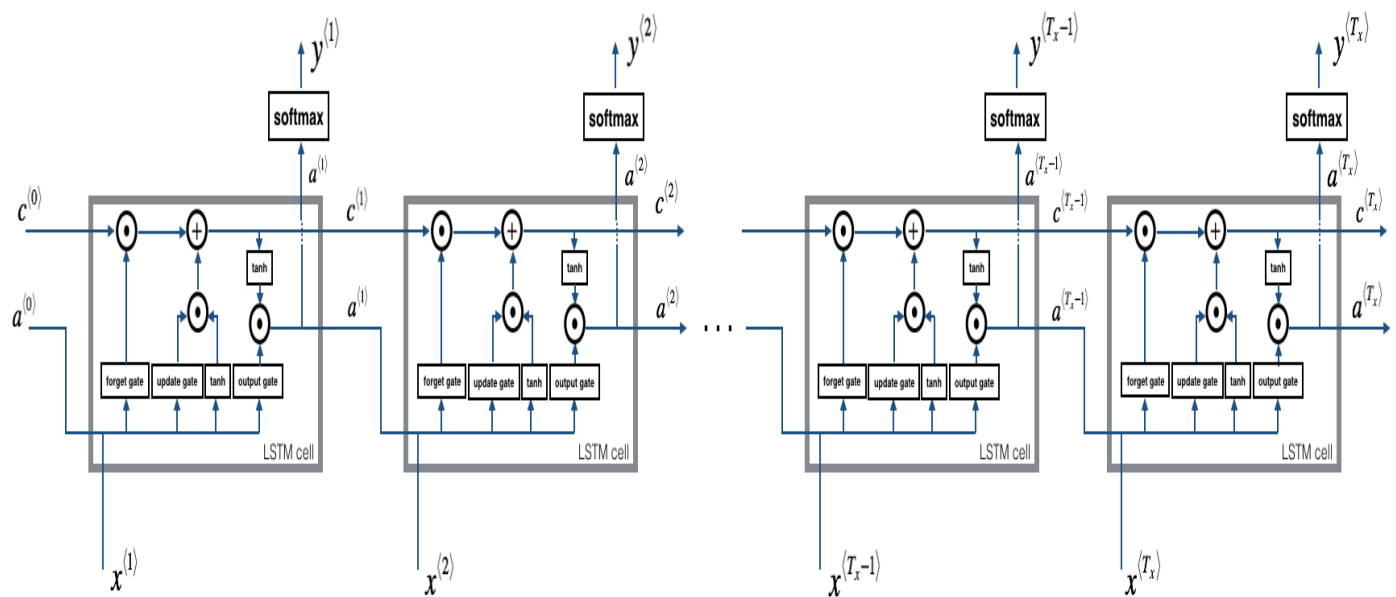 y⟨1⟩ y⟨2⟩ y⟨Tx−1⟩ y⟨Tx⟩
softmax softmax softmax softmax
a⟨1⟩ a⟨2⟩ a⟨Tx−1⟩ a⟨Tx⟩
c⟨0⟩ c⟨1⟩ c⟨2⟩ c⟨Tx−1⟩ c⟨Tx⟩
+ + + +
tanh tanh tanh tanh
a⟨0⟩ a⟨1⟩ a⟨2⟩ ... a⟨Tx−1⟩ a⟨Tx⟩
forget gate update gate tanh output gate forget gate update gate tanh output gate forget gate update gate tanh output gate forget gate update gate tanh output gate
LSTM cell LSTM cell LSTM cell LSTM cell
x⟨1⟩ x⟨2⟩ x⟨Tx−1⟩ x⟨Tx⟩